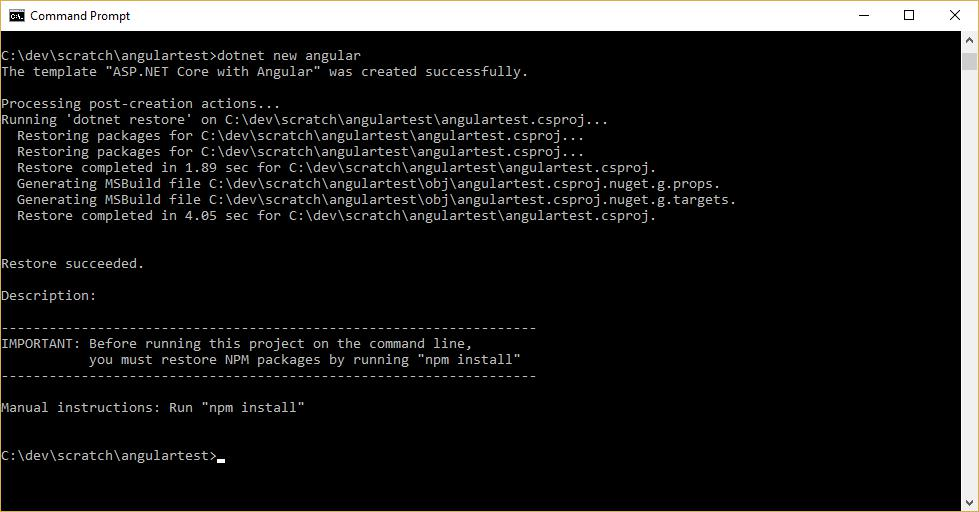 Command Prompt
C:\dev\scratch\angulartest>dotnet new angular
The template "ASP.NET Core with Angular" was created successfully.
Processing post-creation actions...
Running 'dotnet restore' on C:\dev\scratch\angulartest\angulartest.csproj...
  Restoring packages for C:\dev\scratch\angulartest\angulartest.csproj...
  Restoring packages for C:\dev\scratch\angulartest\angulartest.csproj...
  Restore completed in 1.89 sec for C:\dev\scratch\angulartest\angulartest.csproj.
  Generating MSBuild file C:\dev\scratch\angulartest\obj\angulartest.csproj.nuget.g.props.
  Generating MSBuild file C:\dev\scratch\angulartest\obj\angulartest.csproj.nuget.g.targets.
  Restore completed in 4.05 sec for C:\dev\scratch\angulartest\angulartest.csproj.
Restore succeeded.
Description:
-------------------------------------------------------------------
IMPORTANT: Before running this project on the command line,
           you must restore NPM packages by running "npm install"
-------------------------------------------------------------------
Manual instructions: Run "npm install"
C:\dev\scratch\angulartest>